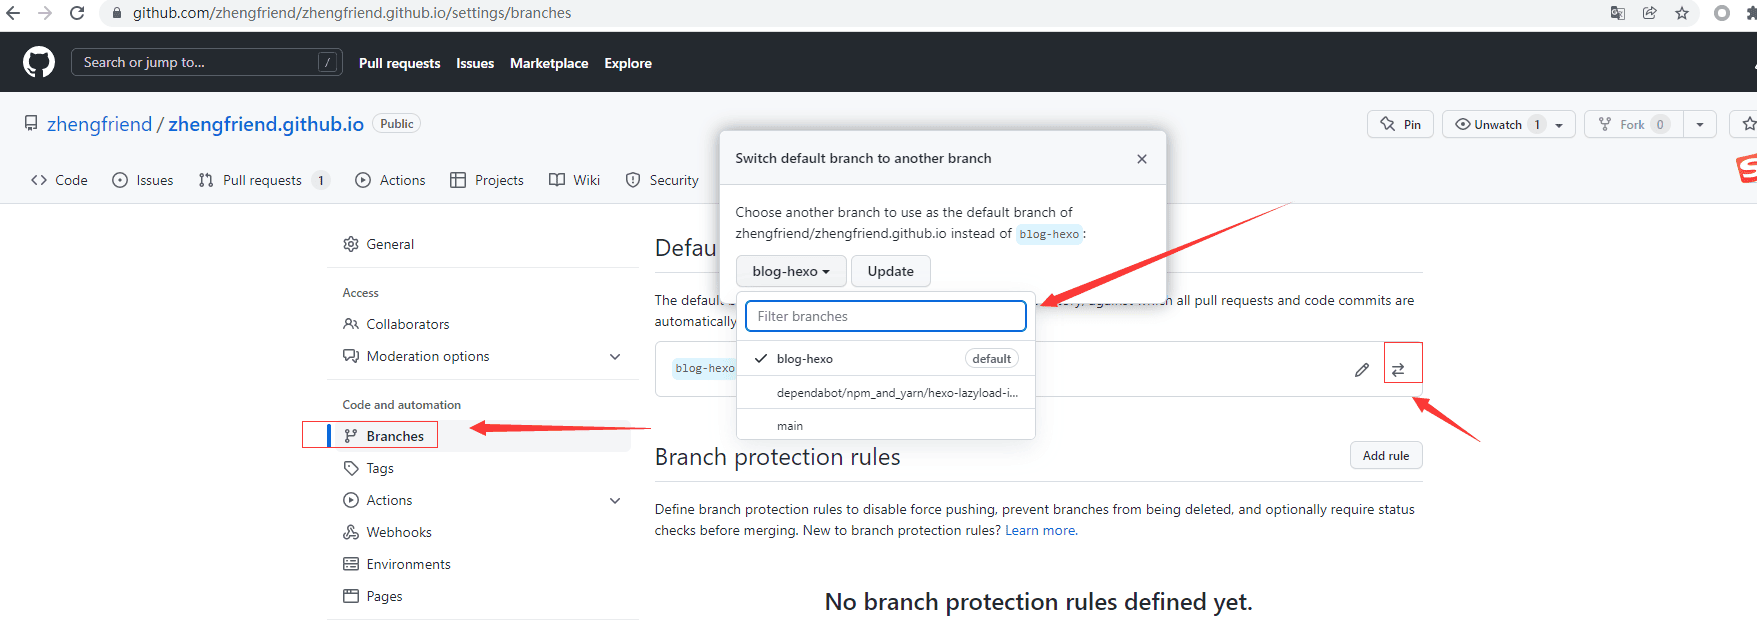 github.com/zhengfriend/zhengfriend.github.io/settings/branches
Search or jump to... /
Pull requests Issues Marketplace Explore
zhengfriend / zhengfriend.github.io Public
Pin Unwatch 1 Fork 0
Code Issues Pull requests 1 Actions Projects Wiki Security
Switch default branch to another branch
Choose another branch to use as the default branch of
zhengfriend/zhengfriend.github.io instead of blog-hexo:
blog-hexo Update
Filter branches
blog-hexo default
dependabot/npm_and_yarn/hexo-lazyload-i...
main
General
Access
Collaborators
Moderation options
Code and automation
Branches
Tags
Actions
Webhooks
Environments
Pages
Defau
The default all pull requests and code commits are
automatically
blog-hexo
Branch protection rules Add rule
Define branch protection rules to disable force pushing, prevent branches from being deleted, and optionally require status
checks before merging. New to branch protection rules? Learn more.
No branch protection rules defined yet.